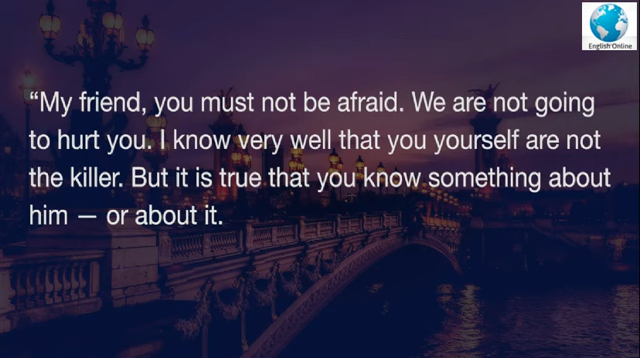 English Online
“My friend, you must not be afraid. We are not going
to hurt you. I know very well that you yourself are not
the killer. But it is true that you know something about
him — or about it.